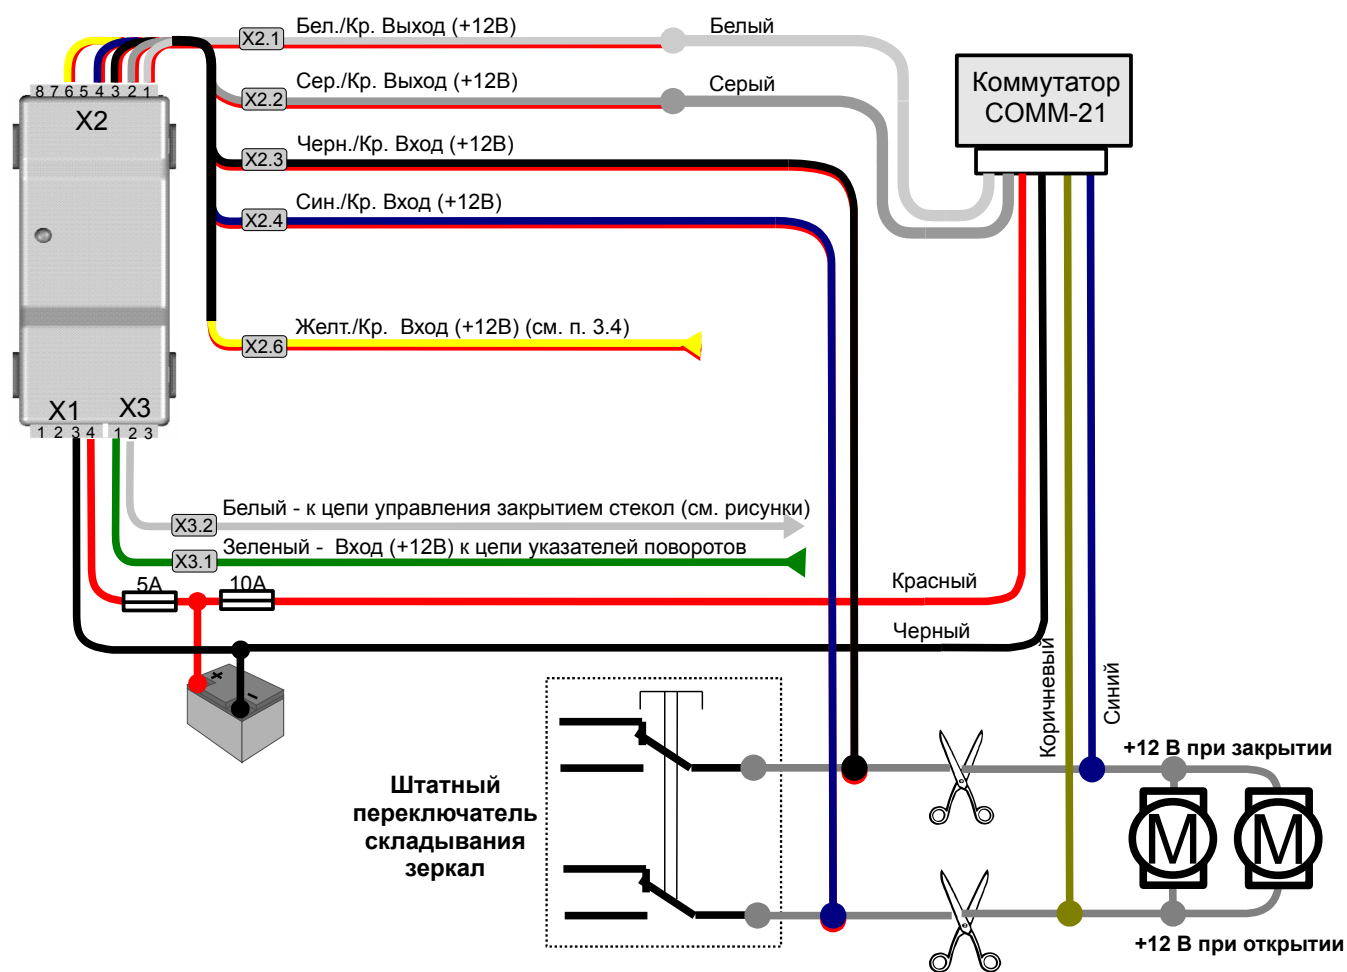 X2.1
Бел./Кр. Выход (+12В)
Белый
Коммутатор
COMM-21
X2.2
Сер./Кр. Выход (+12В)
Серый
8 7 6 5 4 3 2 1
X2
X2.3
Черн./Кр. Вход (+12В)
X2.4
Син./Кр. Вход (+12В)
X2.6
Желт./Кр. Вход (+12В) (см. п. 3.4)
X1
X3
1 2 3 4
1 2 3
X3.2
Белый - к цепи управления закрытием стекол (см. рисунки)
X3.1
Зеленый - Вход (+12В) к цепи указателей поворотов
5А
10А
Красный
Черный
+
-
Коричневый
Синий
+12 В при закрытии
Штатный
переключатель
складывания
зеркал
М
М
+12 В при открытии